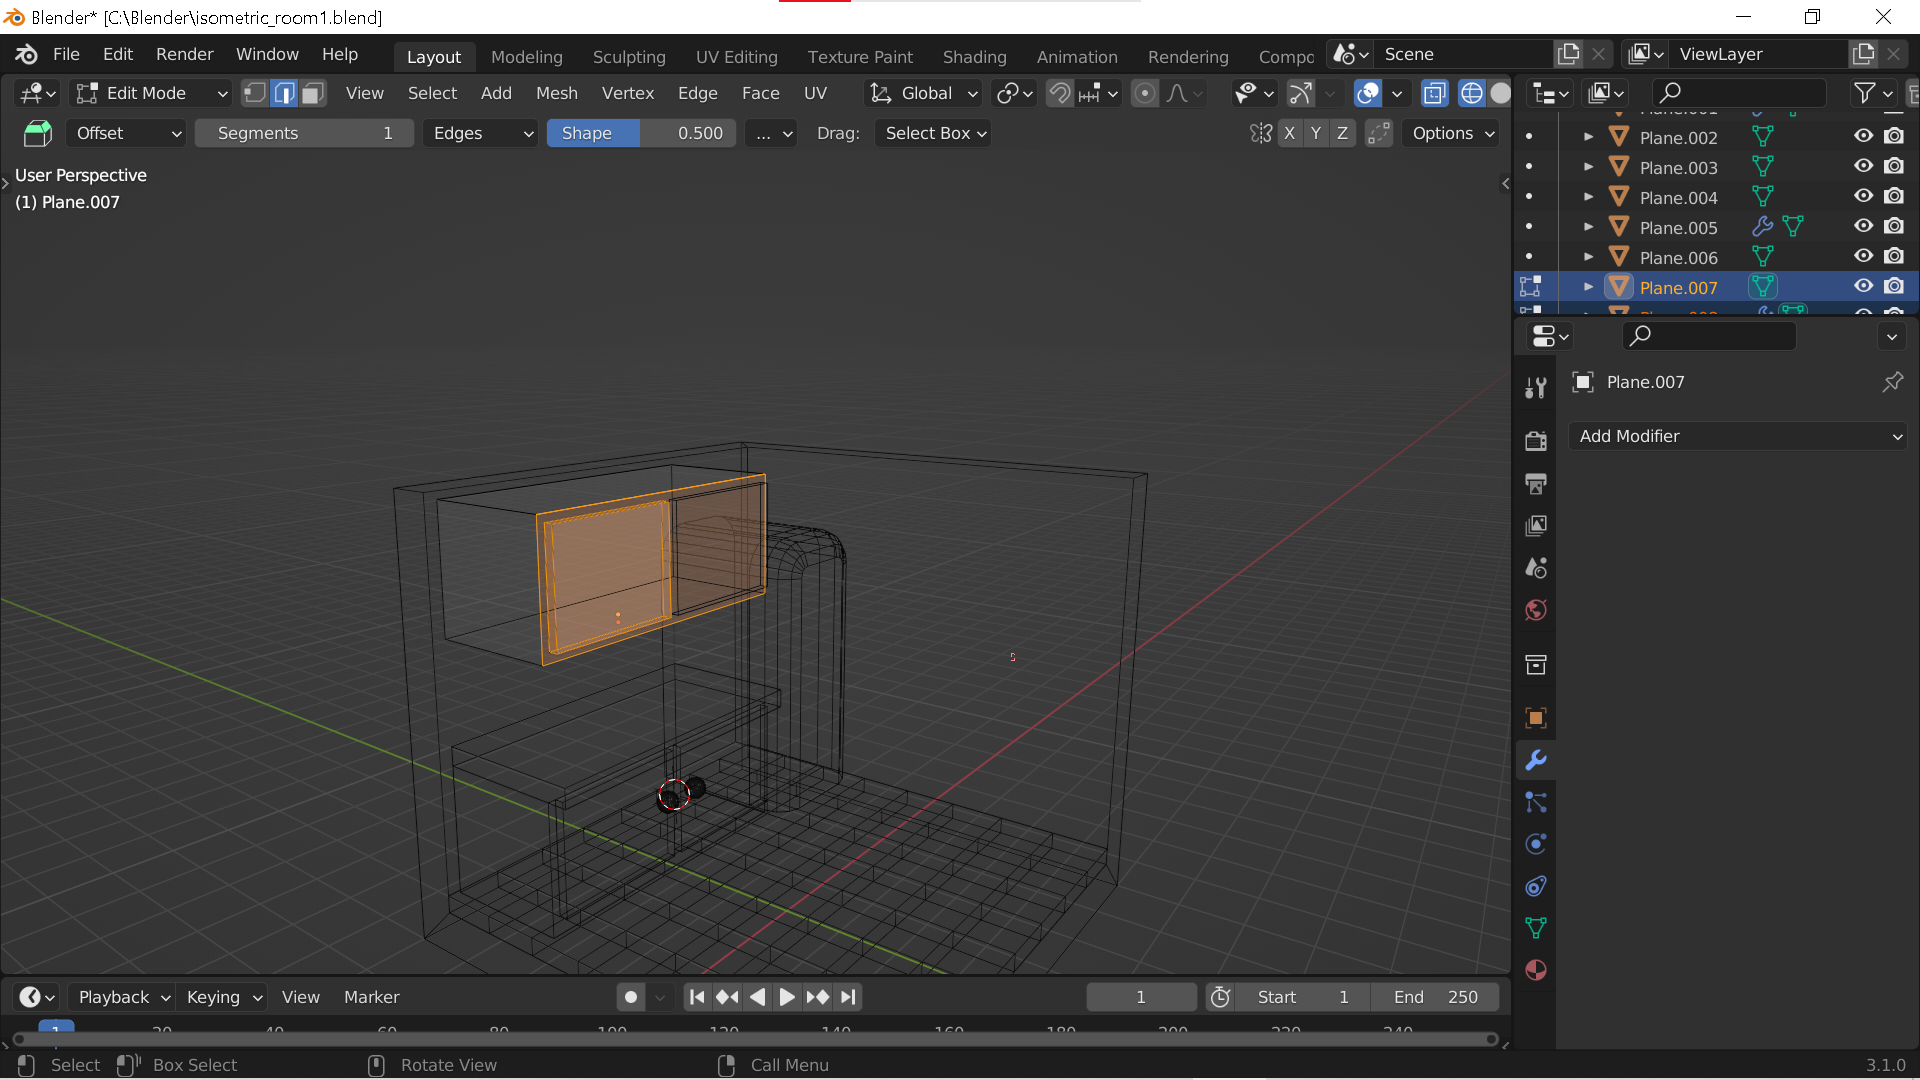 Blender* [C:\Blender\isometric_room1.blend]
File Edit Render Window Help Layout Modeling Sculpting UV Editing Texture Paint Shading Animation Rendering Compo Scene ViewLayer
Edit Mode View Select Add Mesh Vertex Edge Face UV Global
Offset Segments 1 Edges Shape 0.500 ... Drag: Select Box X Y Z Options
User Perspective
(1) Plane.007
Plane.001
Plane.002
Plane.003
Plane.004
Plane.005
Plane.006
Plane.007
Plane.008
Plane.007
Add Modifier
Playback Keying View Marker 1 Start 1 End 250
1 20 40 60 80 100 120 140 160 180 200 220 240
Select Box Select Rotate View Call Menu 3.1.0